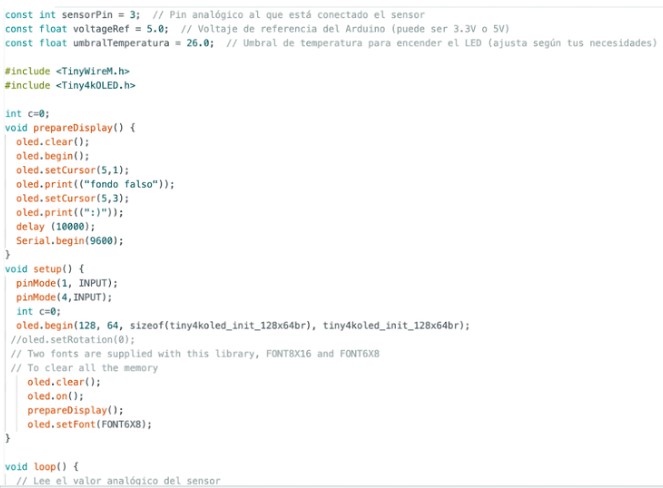 const int sensorPin = 3;  // Pin analógico al que está conectado el sensor
const float voltageRef = 5.0;  // Voltaje de referencia del Arduino (puede ser 3.3V o 5V)
const float umbralTemperatura = 26.0;  // Umbral de temperatura para encender el LED (ajusta según tus necesidades)
#include <TinyWireM.h>
#include <Tiny4kOLED.h>
int c=0;
void prepareDisplay() {
oled.clear();
oled.begin();
oled.setCursor(5,1);
oled.print(("fondo falso"));
oled.setCursor(5,3);
oled.print((":)"));
delay (10000);
Serial.begin(9600);
}
void setup() {
pinMode(1, INPUT);
pinMode(4,INPUT);
int c=0;
oled.begin(128, 64, sizeof(tiny4koled_init_128x64br), tiny4koled_init_128x64br);
//oled.setRotation(0);
// Two fonts are supplied with this library, FONT8X16 and FONT6X8
// To clear all the memory
oled.clear();
oled.on();
prepareDisplay();
oled.setFont(FONT6X8);
}
void loop() {
// Lee el valor analógico del sensor